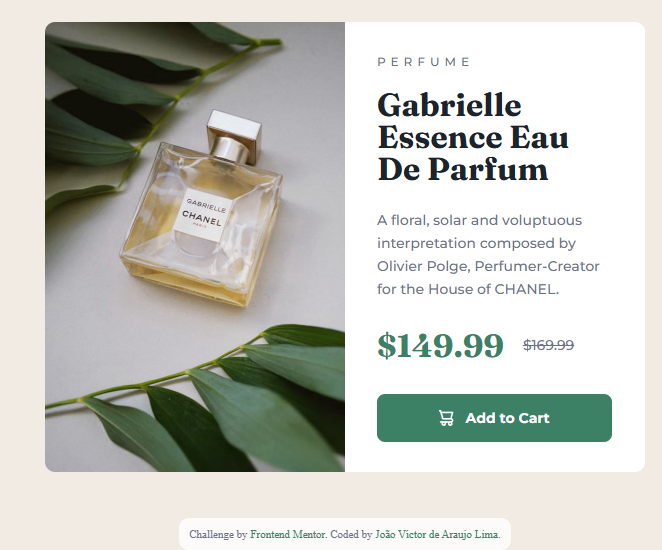 GABRIELLE
CHANEL
PARIS
PERFUME
Gabrielle
Essence Eau
De Parfum
A floral, solar and voluptuous
interpretation composed by
Olivier Polge, Perfumer-Creator
for the House of CHANEL.
$149.99 $169.99
Add to Cart
Challenge by Frontend Mentor. Coded by João Victor de Araujo Lima.